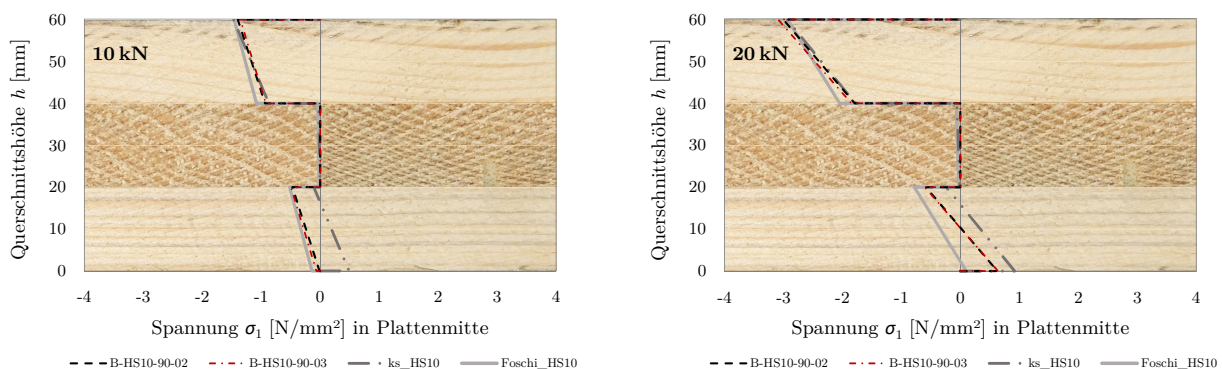 10 kN
Querschnittshöhe h [mm]
60
50
40
30
20
10
0
-4 -3 -2 -1 0 1 2 3 4
Spannung σ₁ [N/mm²] in Plattenmitte
B-HS10-90-02 B-HS10-90-03 ks_HS10 Foschi_HS10
20 kN
Querschnittshöhe h [mm]
60
50
40
30
20
10
0
-4 -3 -2 -1 0 1 2 3 4
Spannung σ₁ [N/mm²] in Plattenmitte
B-HS10-90-02 B-HS10-90-03 ks_HS10 Foschi_HS10